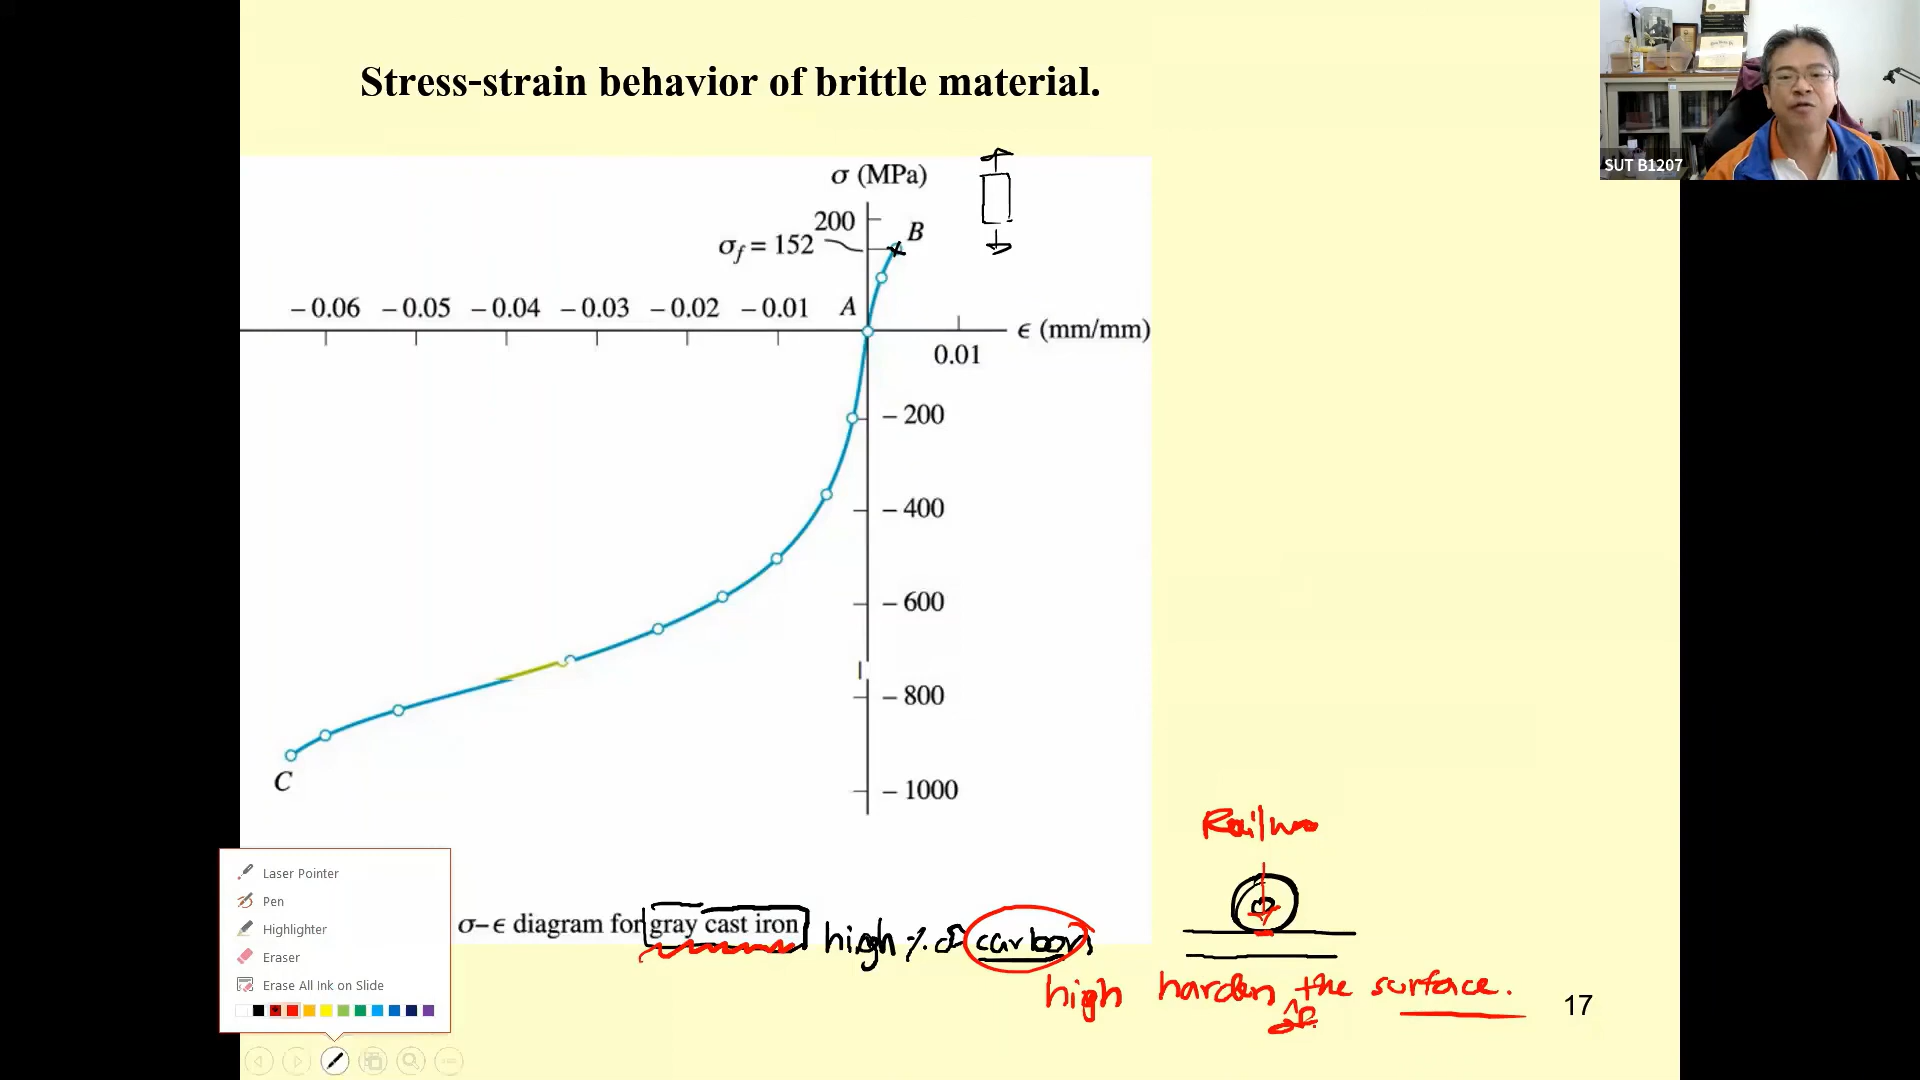 Stress-strain behavior of brittle material.
SUT B1207
σ (MPa)
200
B
σf = 152
– 0.06 – 0.05 – 0.04 – 0.03 – 0.02 – 0.01 A
ϵ (mm/mm)
0.01
– 200
– 400
– 600
– 800
C
– 1000
Railwa
Laser Pointer
Pen
Highlighter
Eraser
Erase All Ink on Slide
σ–ϵ diagram for gray cast iron high % of carbon
high harden the surface.
of
17